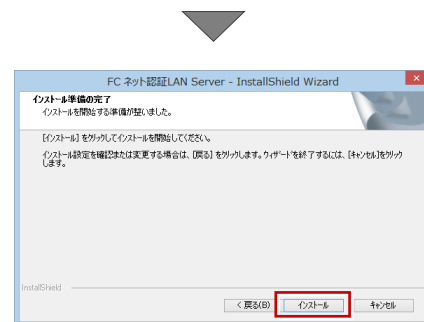 FC ネット認証LAN Server - InstallShield Wizard
インストール準備の完了
インストールを開始する準備が整いました。
[インストール] をクリックしてインストールを開始してください。
インストール設定を確認または変更する場合は、[戻る] をクリックします。ウィザードを終了するには、[キャンセル]をクリック
します。
InstallShield
< 戻る(B)
インストール
キャンセル